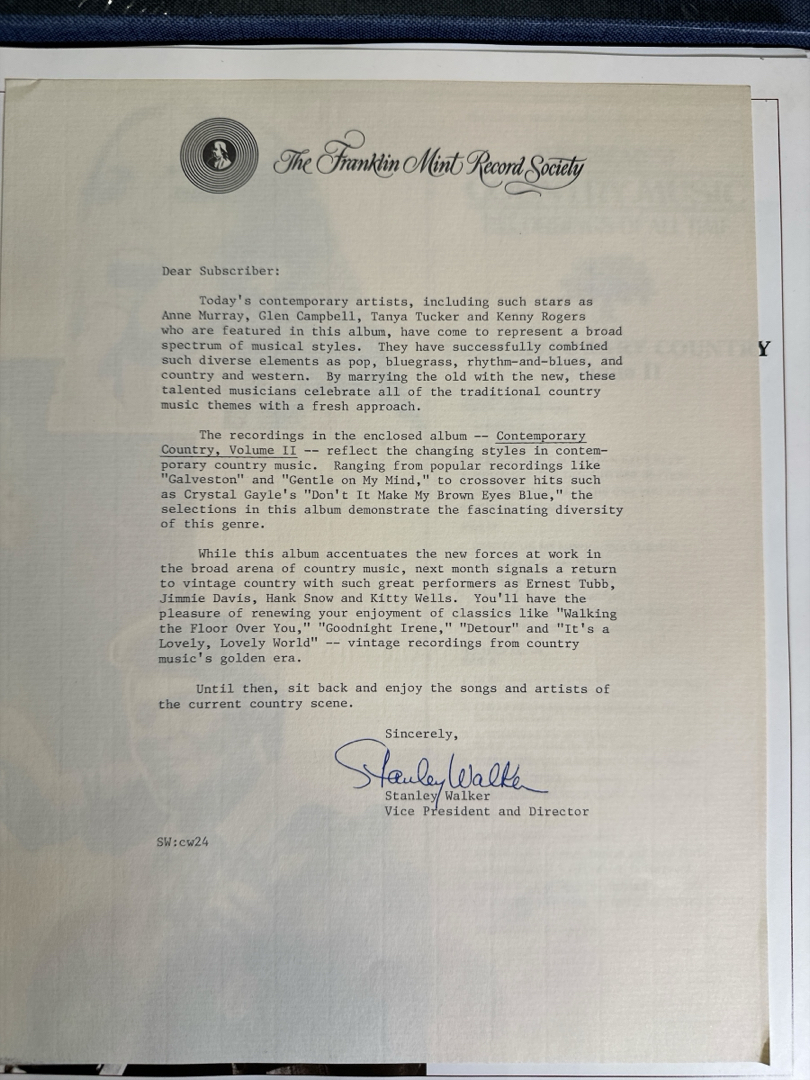 The Franklin Mint Record Society
Dear Subscriber:
Today's contemporary artists, including such stars as
Anne Murray, Glen Campbell, Tanya Tucker and Kenny Rogers
who are featured in this album, have come to represent a broad
spectrum of musical styles. They have successfully combined
such diverse elements as pop, bluegrass, rhythm-and-blues, and
country and western. By marrying the old with the new, these
talented musicians celebrate all of the traditional country
music themes with a fresh approach.
The recordings in the enclosed album -- Contemporary
Country, Volume II -- reflect the changing styles in contem-
porary country music. Ranging from popular recordings like
"Galveston" and "Gentle on My Mind," to crossover hits such
as Crystal Gayle's "Don't It Make My Brown Eyes Blue," the
selections in this album demonstrate the fascinating diversity
of this genre.
While this album accentuates the new forces at work in
the broad arena of country music, next month signals a return
to vintage country with such great performers as Ernest Tubb,
Jimmie Davis, Hank Snow and Kitty Wells. You'll have the
pleasure of renewing your enjoyment of classics like "Walking
the Floor Over You," "Goodnight Irene," "Detour" and "It's a
Lovely, Lovely World" -- vintage recordings from country
music's golden era.
Until then, sit back and enjoy the songs and artists of
the current country scene.
Sincerely,
Stanley Walker
Stanley Walker
Vice President and Director
SW:cw24
Y